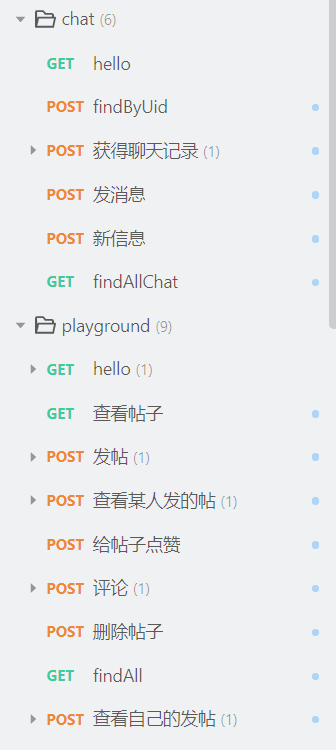 chat (6)
GET hello
POST findByUid
POST 获得聊天记录 (1)
POST 发消息
POST 新信息
GET findAllChat
playground (9)
GET hello (1)
GET 查看帖子
POST 发帖 (1)
POST 查看某人发的帖 (1)
POST 给帖子点赞
POST 评论 (1)
POST 删除帖子
GET findAll
POST 查看自己的发帖 (1)